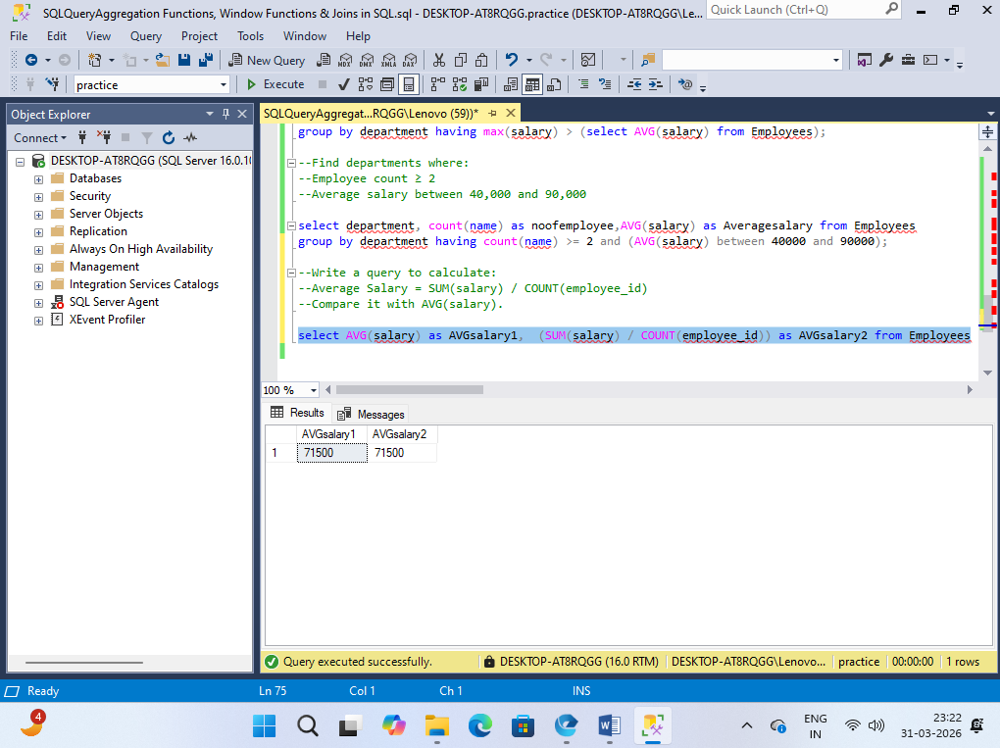 SQLQueryAggregation Functions, Window Functions & Joins in SQL.sql - DESKTOP-AT8RQGG.practice (DESKTOP-AT8RQGG\Le...
Quick Launch (Ctrl+Q)
File Edit View Query Project Tools Window Help
New Query
MDX DMX XMLA DAX
practice
Execute
Object Explorer
Connect
DESKTOP-AT8RQGG (SQL Server 16.0.10
Databases
Security
Server Objects
Replication
Always On High Availability
Management
Integration Services Catalogs
SQL Server Agent
XEvent Profiler
SQLQueryAggregat...RQGG\Lenovo (59))*
group by department having max(salary) > (select AVG(salary) from Employees);
--Find departments where:
--Employee count ≥ 2
--Average salary between 40,000 and 90,000
select department, count(name) as noofemployee,AVG(salary) as Averagesalary from Employees
group by department having count(name) >= 2 and (AVG(salary) between 40000 and 90000);
--Write a query to calculate:
--Average Salary = SUM(salary) / COUNT(employee_id)
--Compare it with AVG(salary).
select AVG(salary) as AVGsalary1, (SUM(salary) / COUNT(employee_id)) as AVGsalary2 from Employees
100 %
Results Messages
AVGsalary1 AVGsalary2
1 71500 71500
Query executed successfully.
DESKTOP-AT8RQGG (16.0 RTM)
DESKTOP-AT8RQGG\Lenovo...
practice
00:00:00
1 rows
Ready
Ln 75
Col 1
Ch 1
INS
4
ENG
IN
23:22
31-03-2026